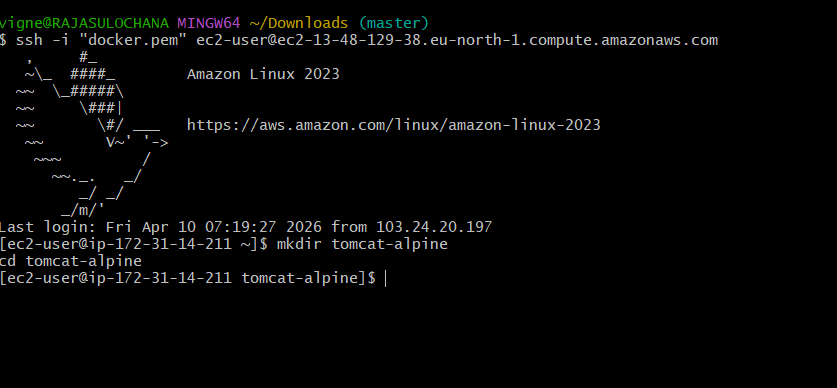 vigne@RAJASULOCHANA MINGW64 ~/Downloads (master)
$ ssh -i "docker.pem" ec2-user@ec2-13-48-129-38.eu-north-1.compute.amazonaws.com
   ,     #_
   ~\_  ####_        Amazon Linux 2023
  ~~  \_#####\
  ~~     \###|
  ~~       \#/ ___   https://aws.amazon.com/linux/amazon-linux-2023
   ~~       V~' '->
    ~~~         /
      ~~._.   _/
         _/ _/
       _/m/'
Last login: Fri Apr 10 07:19:27 2026 from 103.24.20.197
[ec2-user@ip-172-31-14-211 ~]$ mkdir tomcat-alpine
cd tomcat-alpine
[ec2-user@ip-172-31-14-211 tomcat-alpine]$